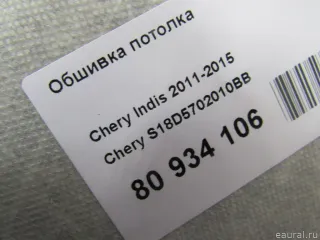 Обшивка потолка
Chery Indis 2011-2015
Chery S18D5702010BB
80 934 106
eaural.ru